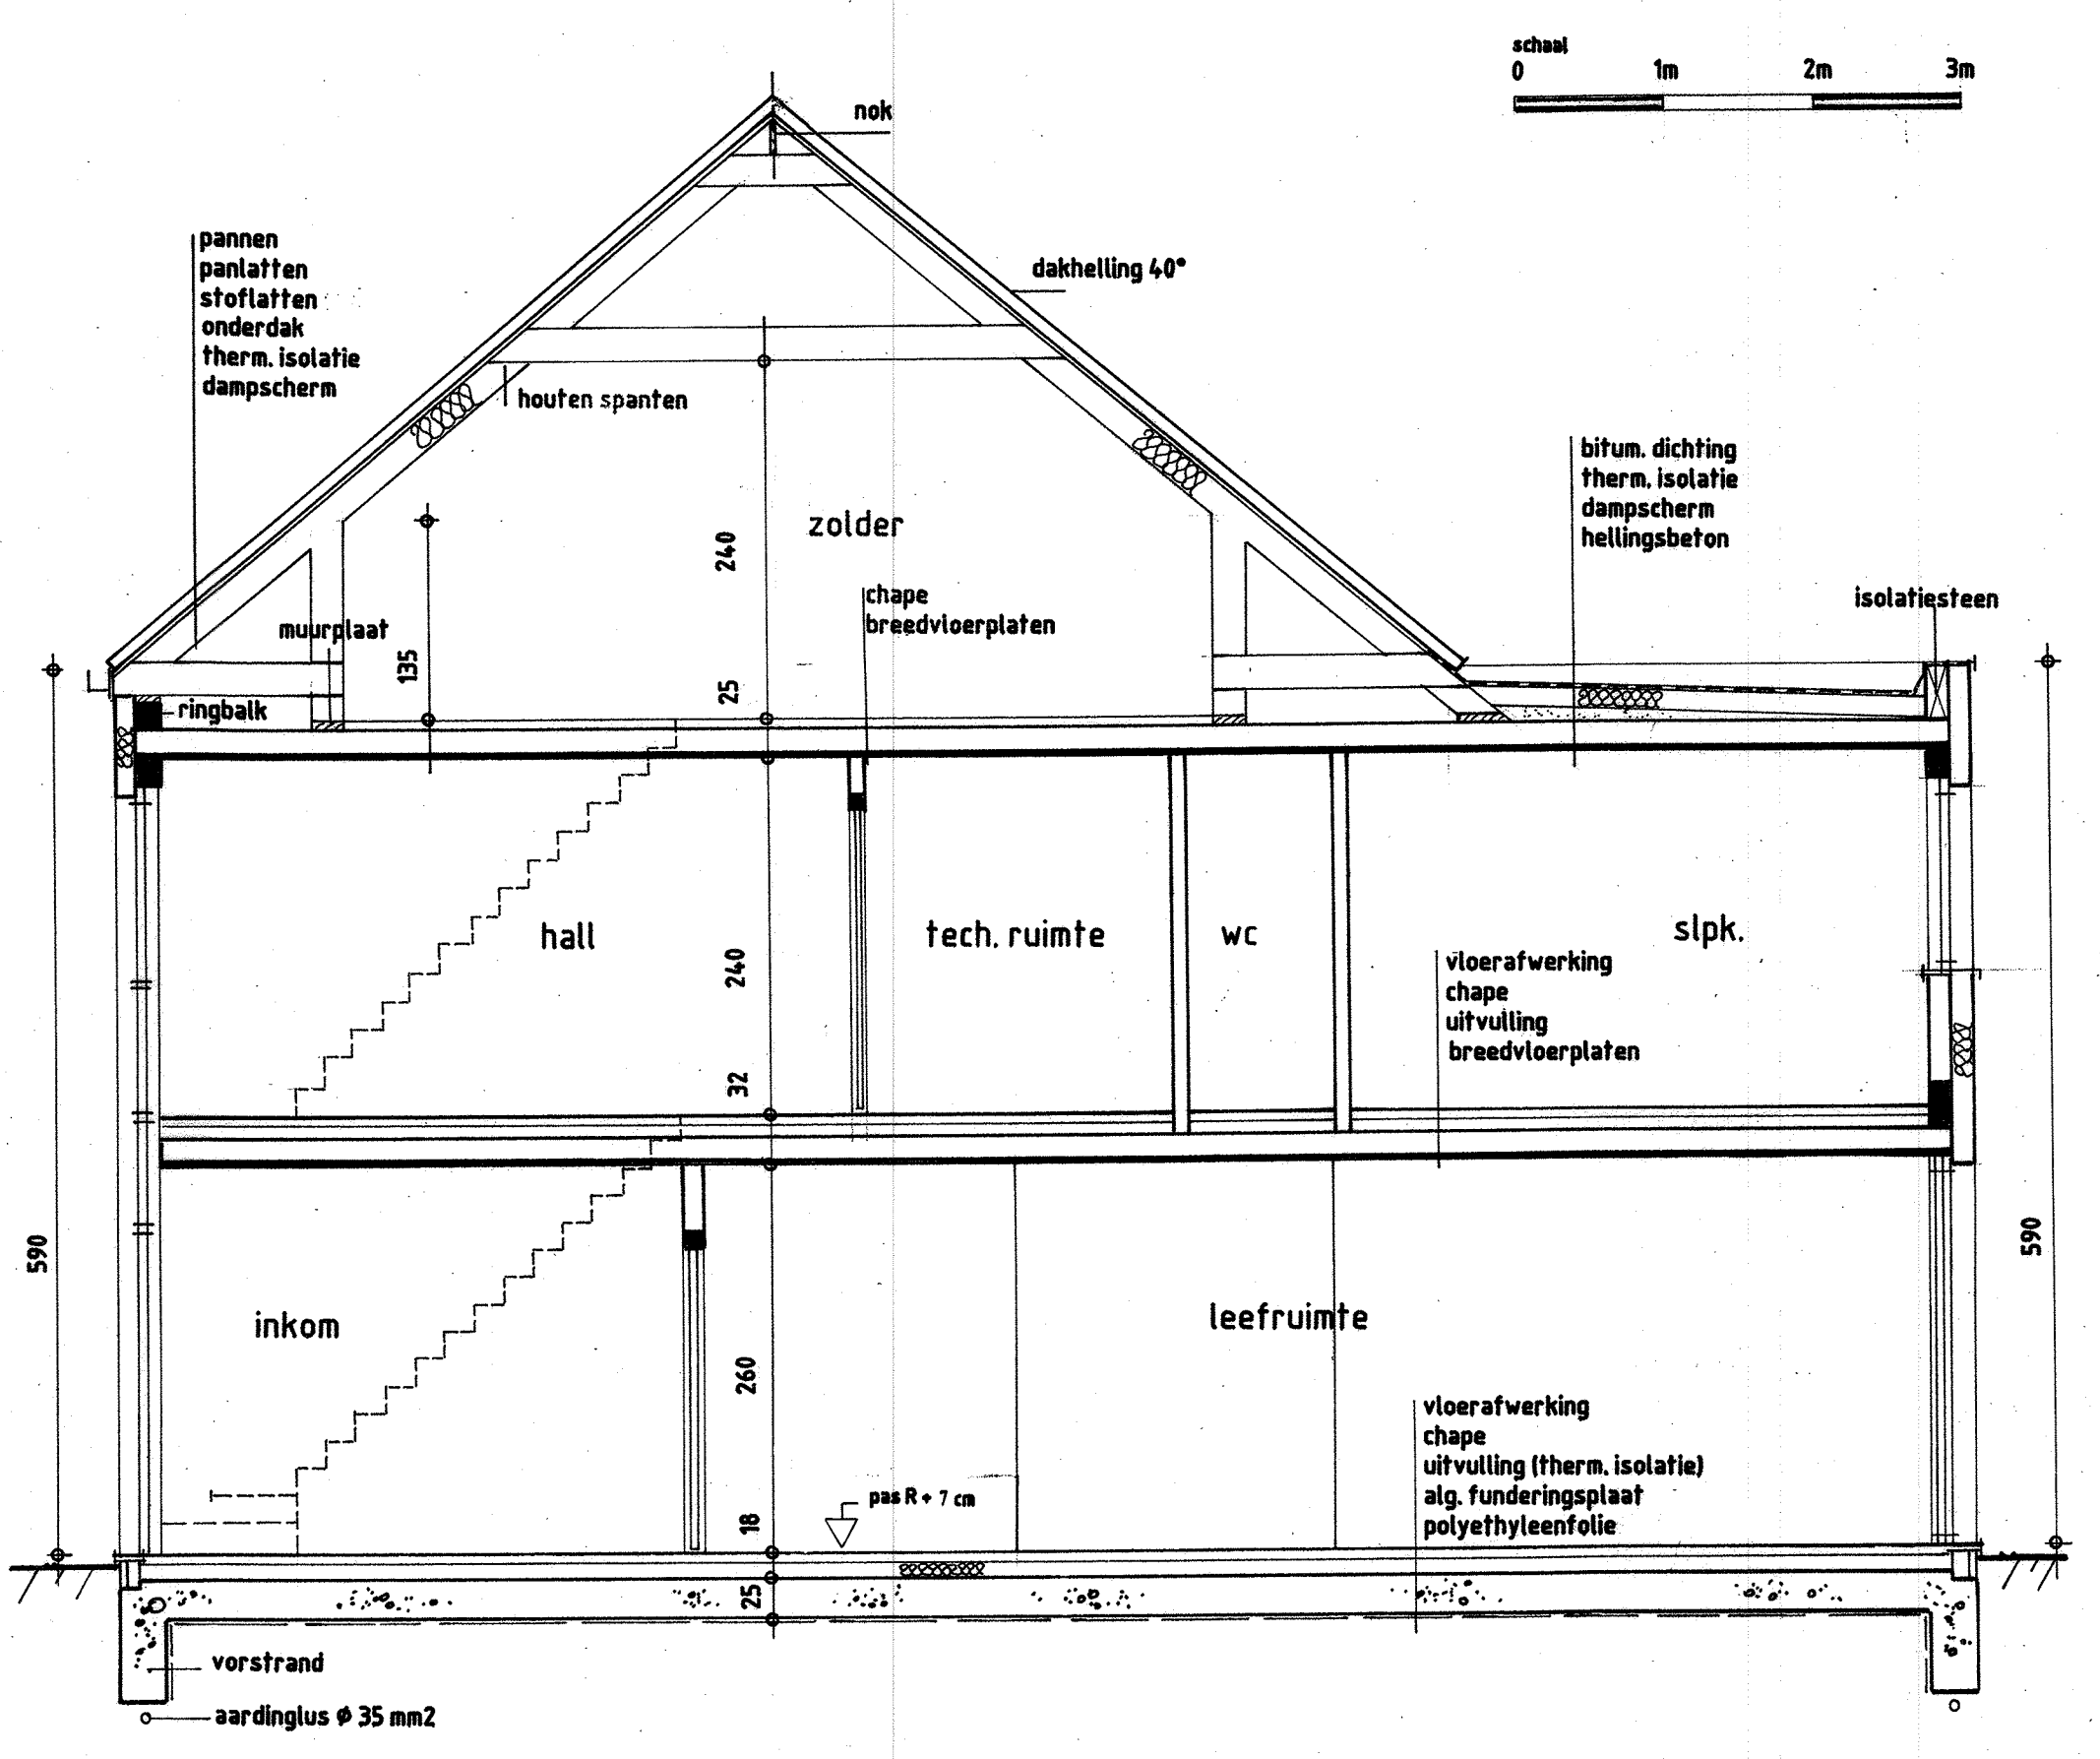 schaal
0 1m 2m 3m
nok
pannen
panlatten
stoflatten
onderdak
therm. isolatie
dampscherm
dakhelling 40°
houten spanten
bitum. dichting
therm. isolatie
dampscherm
hellingsbeton
zolder
240
chape
breedvloerplaten
isolatiesteen
muurplaat
135
25
ringbalk
hall
tech. ruimte
wc
slpk.
240
vloerafwerking
chape
uitvulling
breedvloerplaten
32
590
590
inkom
leefruimte
260
vloerafwerking
chape
uitvulling (therm. isolatie)
alg. funderingsplaat
polyethyleenfolie
pas R + 7 cm
18
25
vorstrand
aardinglus φ 35 mm2